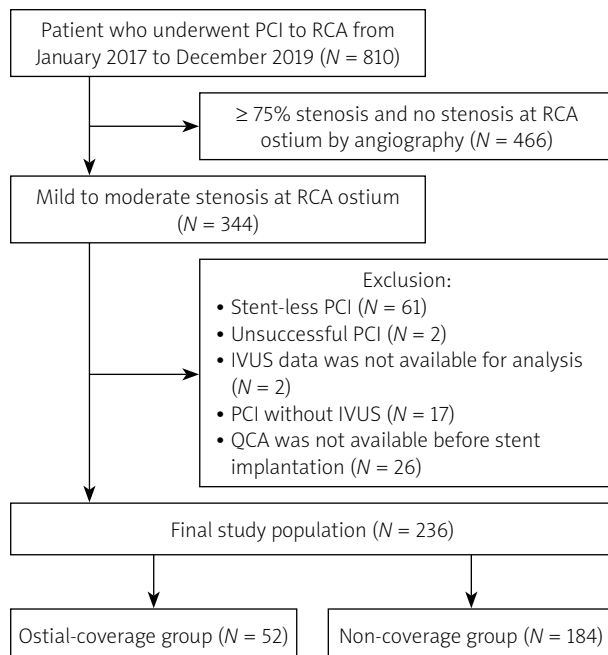 Patient who underwent PCI to RCA from
January 2017 to December 2019 (N = 810)
≥ 75% stenosis and no stenosis at RCA
ostium by angiography (N = 466)
Mild to moderate stenosis at RCA ostium
(N = 344)
Exclusion:
• Stent-less PCI (N = 61)
• Unsuccessful PCI (N = 2)
• IVUS data was not available for analysis
(N = 2)
• PCI without IVUS (N = 17)
• QCA was not available before stent
implantation (N = 26)
Final study population (N = 236)
Ostial-coverage group (N = 52)
Non-coverage group (N = 184)